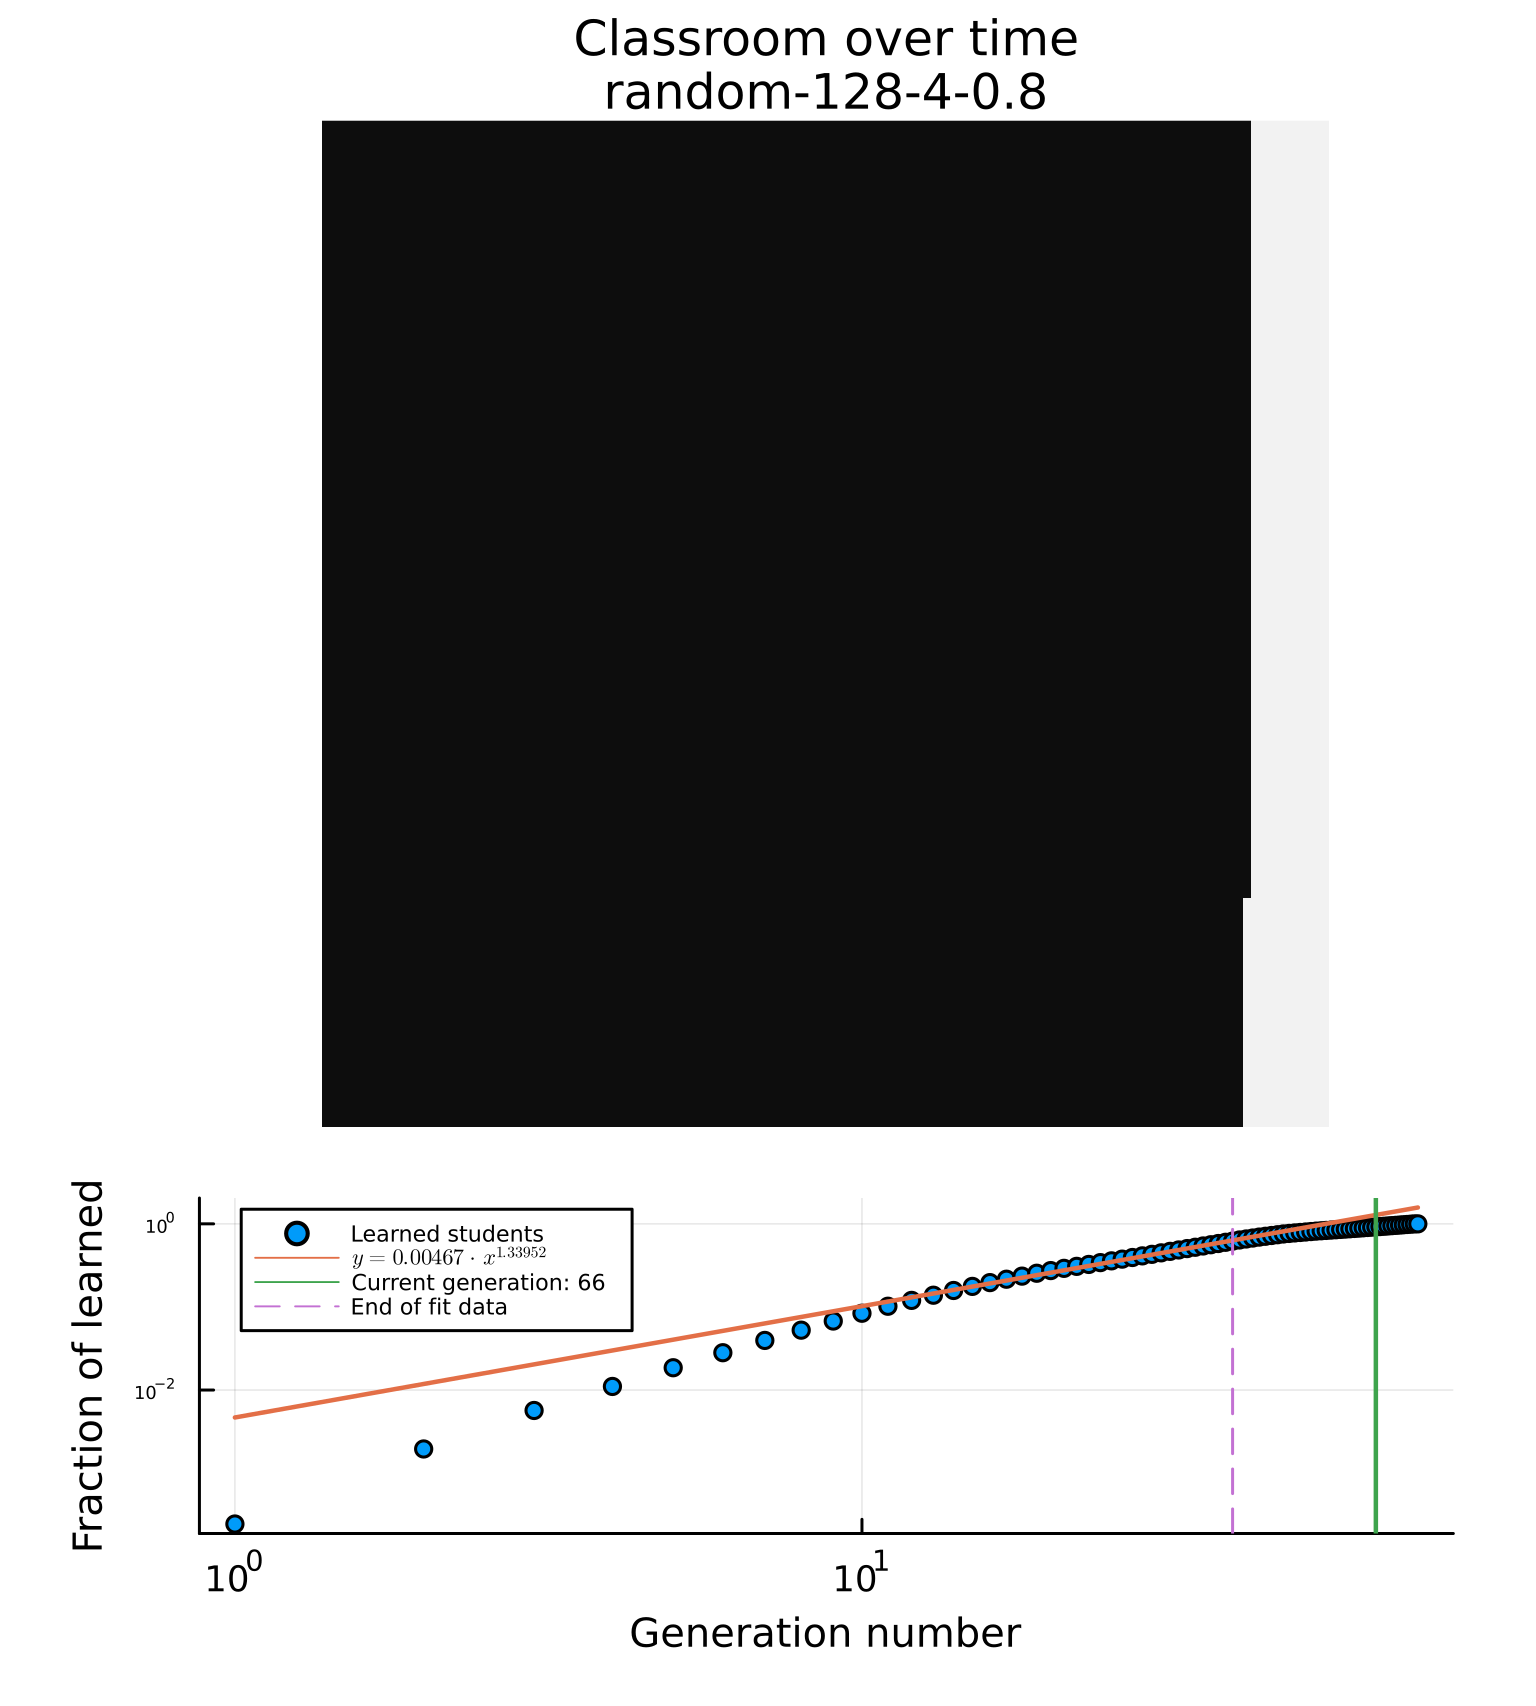 Classroom over time
random-128-4-0.8
Fraction of learned
10^0
10^-2
Learned students
y = 0.00467 · x^1.33952
Current generation: 66
End of fit data
10^0
10^1
Generation number